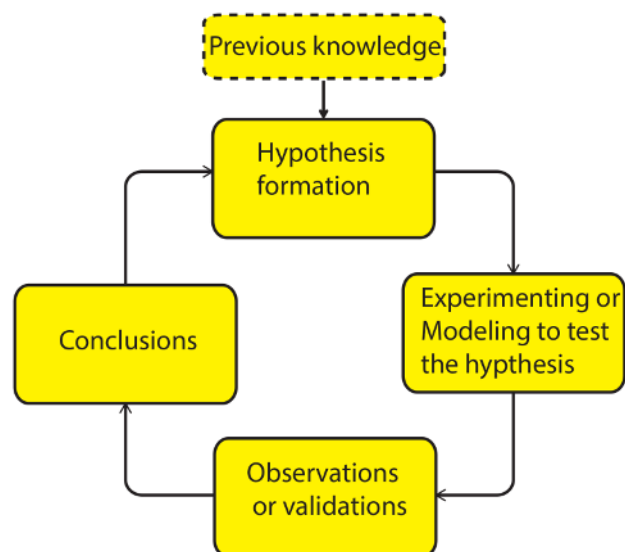 Previous knowledge
Hypothesis
formation
Experimenting or
Modeling to test
the hypthesis
Observations
or validations
Conclusions